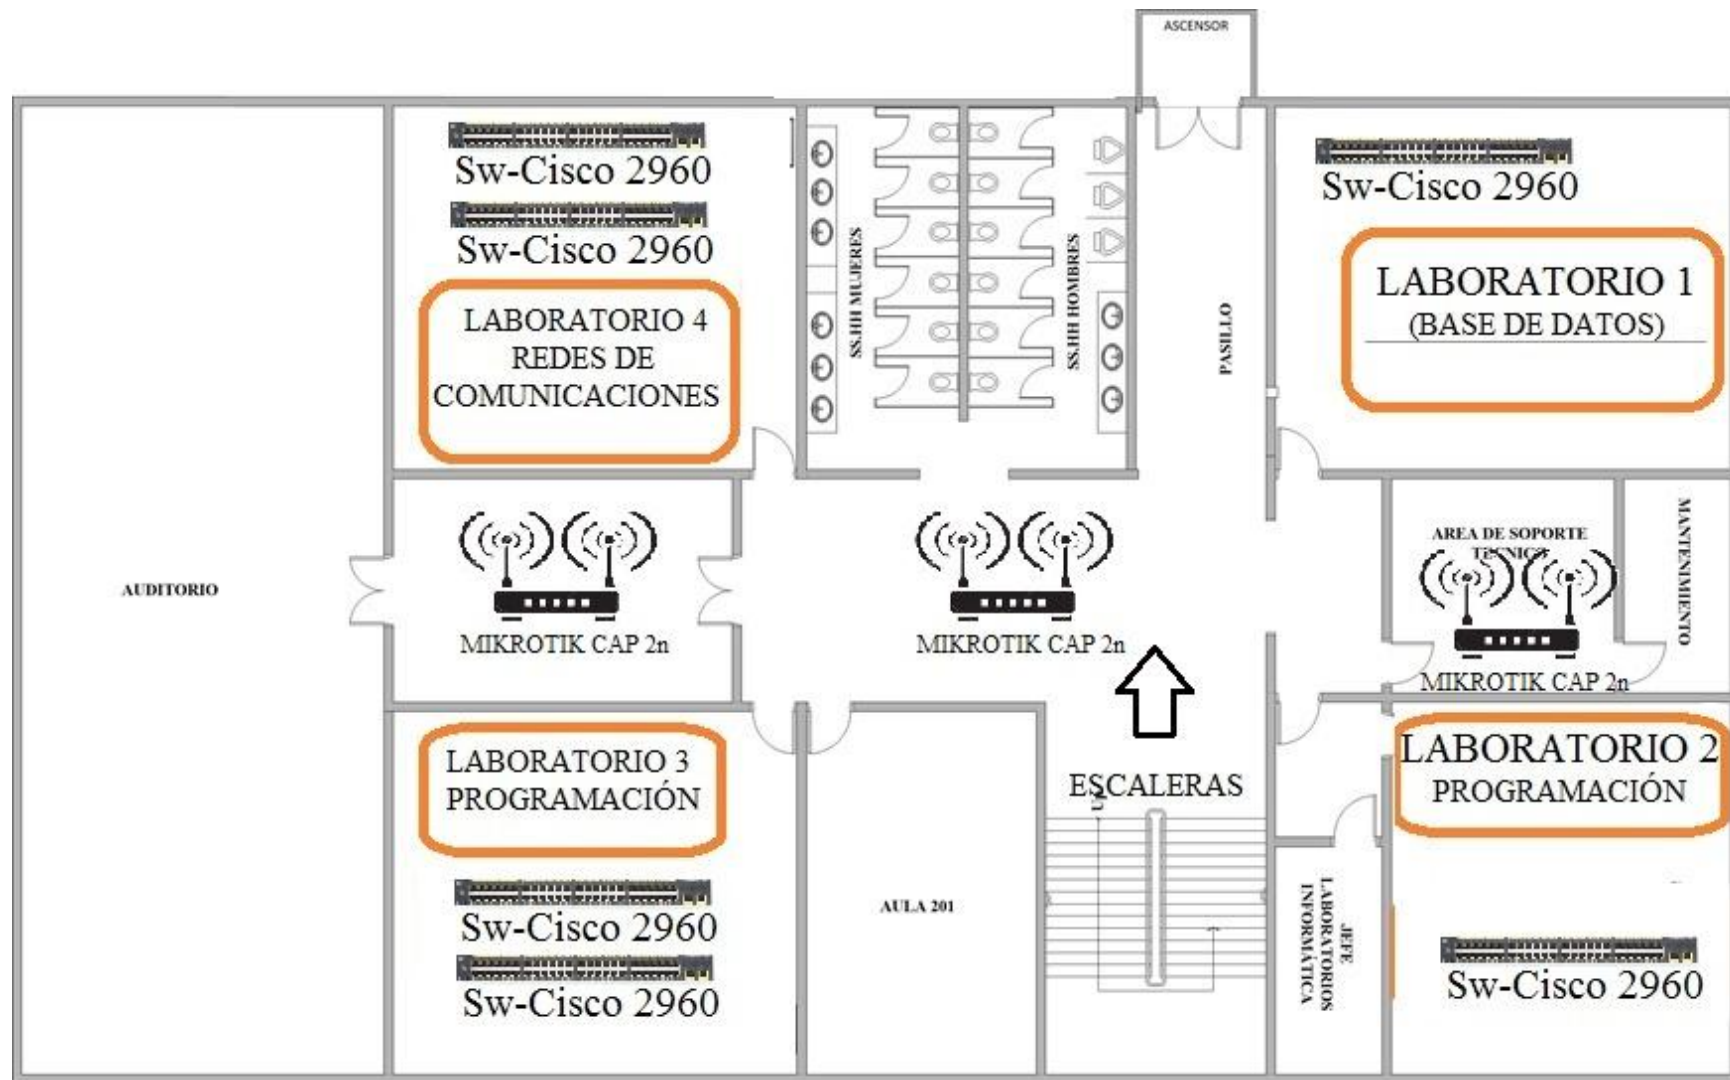 ASCENSOR
Sw-Cisco 2960
Sw-Cisco 2960
LABORATORIO 4
REDES DE
COMUNICACIONES
SS.HH MUJERES
SS.HH HOMBRES
PASILLO
Sw-Cisco 2960
LABORATORIO 1
(BASE DE DATOS)
AUDITORIO
MIKROTIK CAP 2n
MIKROTIK CAP 2n
AREA DE SOPORTE
TECNICO
MIKROTIK CAP 2n
MANTENIMIENTO
LABORATORIO 3
PROGRAMACIÓN
Sw-Cisco 2960
Sw-Cisco 2960
AULA 201
ESCALERAS
UP
JEFE
LABORATORIOS
INFORMÁTICA
LABORATORIO 2
PROGRAMACIÓN
Sw-Cisco 2960